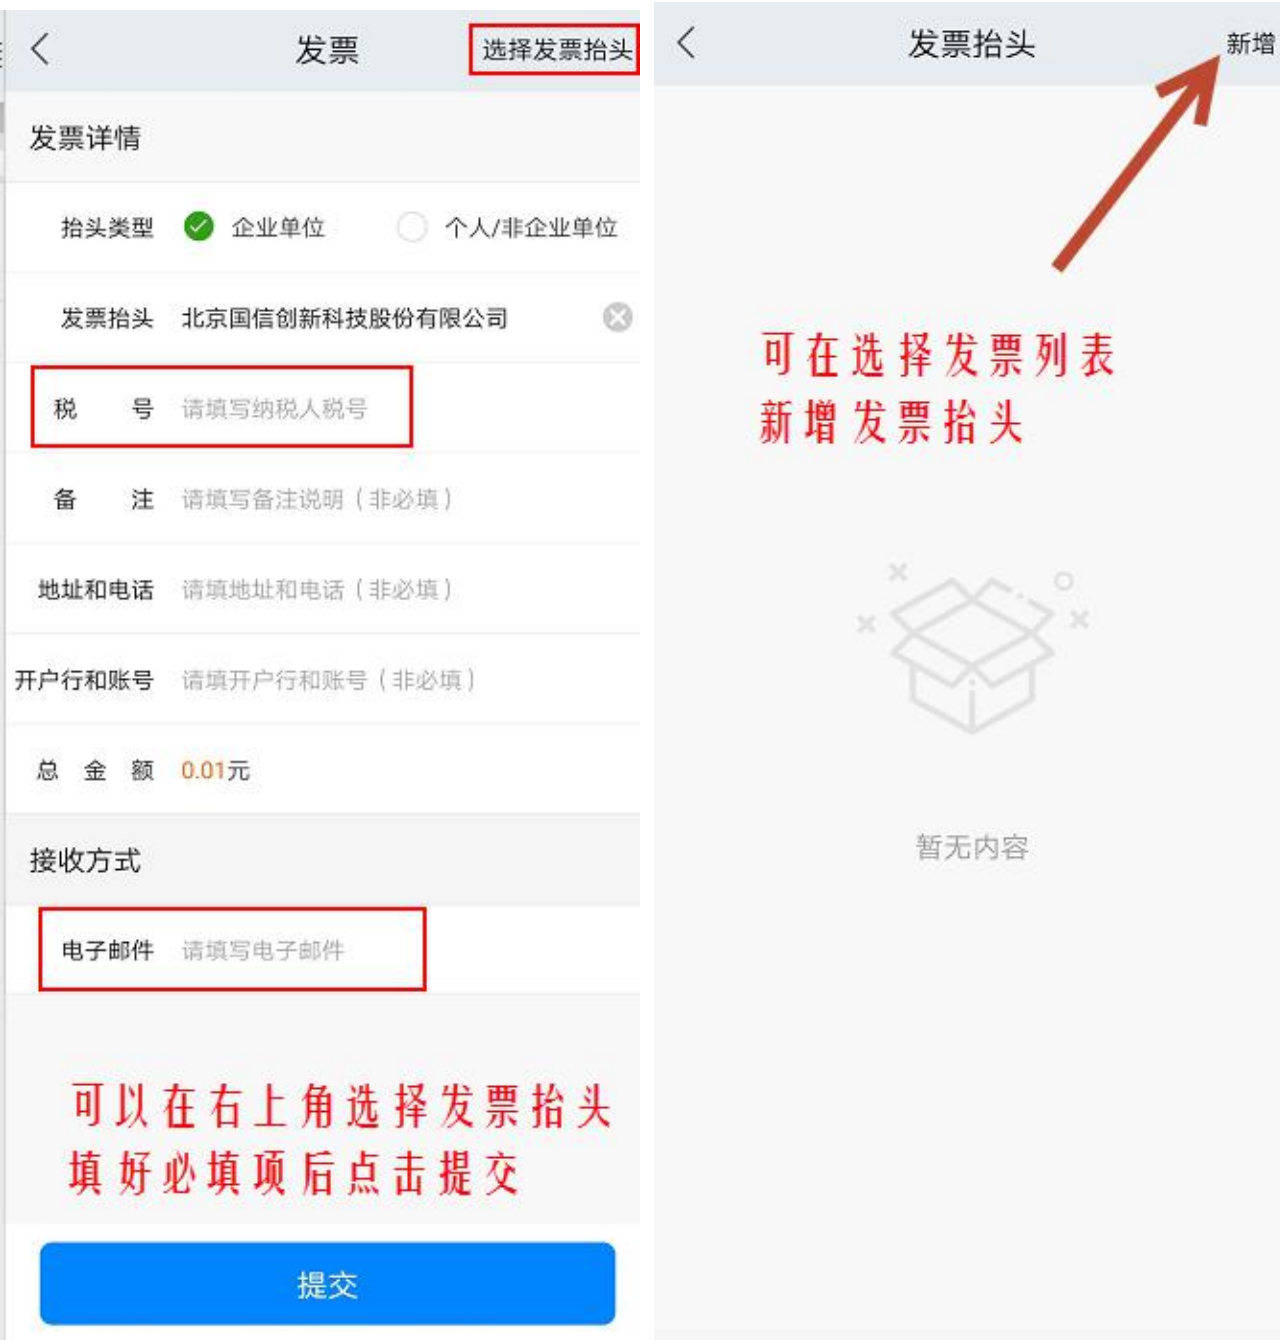 发票
选择发票抬头
发票详情
抬头类型 企业单位 个人/非企业单位
发票抬头 北京国信创新科技股份有限公司
税 号 请填写纳税人税号
备 注 请填写备注说明（非必填）
地址和电话 请填地址和电话（非必填）
开户行和账号 请填开户行和账号（非必填）
总 金 额 0.01元
接收方式
电子邮件 请填写电子邮件
可以在右上角选择发票抬头
填好必填项后点击提交
提交
发票抬头
新增
可在选择发票列表
新增发票抬头
暂无内容